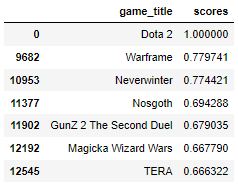 game_title scores
0 Dota 2 1.000000
9682 Warframe 0.779741
10953 Neverwinter 0.774421
11377 Nosgoth 0.694288
11902 GunZ 2 The Second Duel 0.679035
12192 Magicka Wizard Wars 0.667790
12545 TERA 0.666322